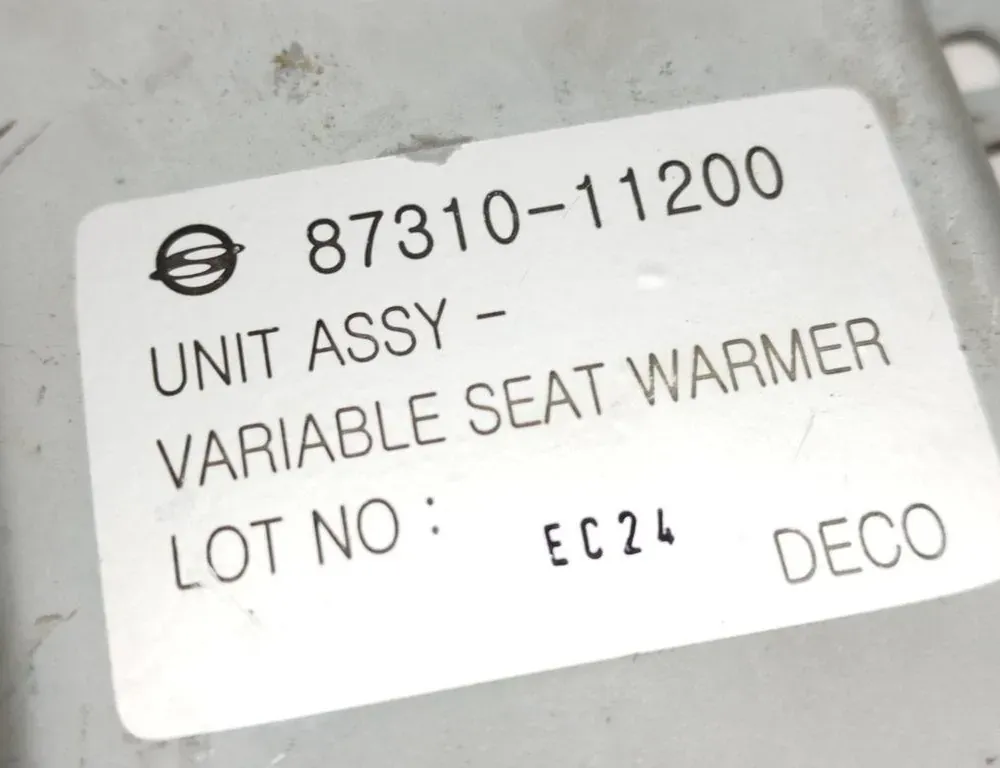 87310-11200
UNIT ASSY -
VARIABLE SEAT WARMER
LOT NO : EC24 DECO